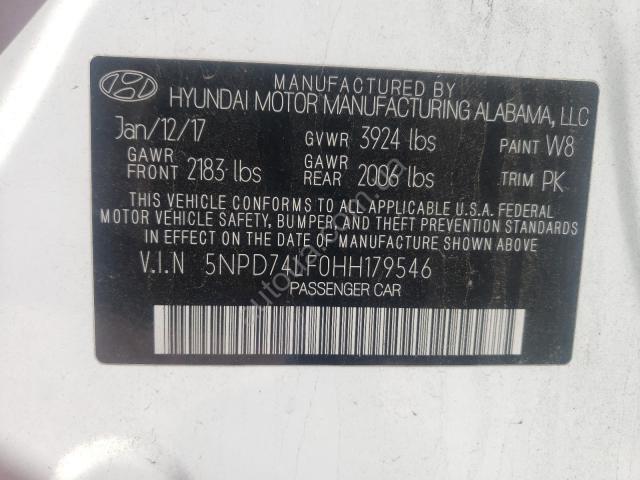 MANUFACTURED BY
HYUNDAI MOTOR MANUFACTURING ALABAMA, LLC
Jan/12/17 GVWR 3924 lbs PAINT W8
GAWR FRONT 2183 lbs GAWR REAR 2006 lbs TRIM PK
THIS VEHICLE CONFORMS TO ALL APPLICABLE U.S.A. FEDERAL
MOTOR VEHICLE SAFETY, BUMPER, AND THEFT PREVENTION STANDARDS
IN EFFECT ON THE DATE OF MANUFACTURE SHOWN ABOVE.
V.I.N 5NPD74LF0HH179546
PASSENGER CAR